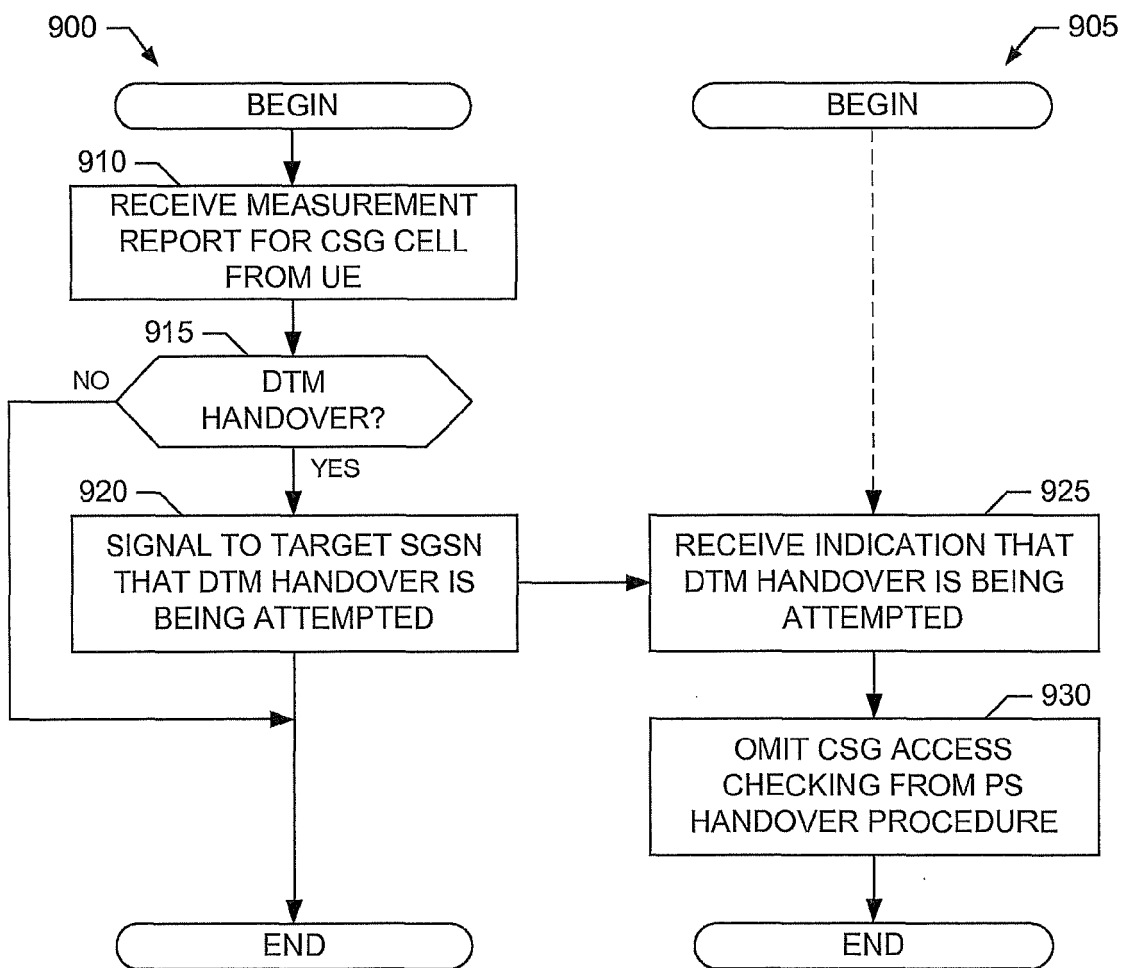 900
905
BEGIN
BEGIN
910
RECEIVE MEASUREMENT
REPORT FOR CSG CELL
FROM UE
915
NO
DTM
HANDOVER?
YES
920
SIGNAL TO TARGET SGSN
THAT DTM HANDOVER IS
BEING ATTEMPTED
925
RECEIVE INDICATION THAT
DTM HANDOVER IS BEING
ATTEMPTED
930
OMIT CSG ACCESS
CHECKING FROM PS
HANDOVER PROCEDURE
END
END